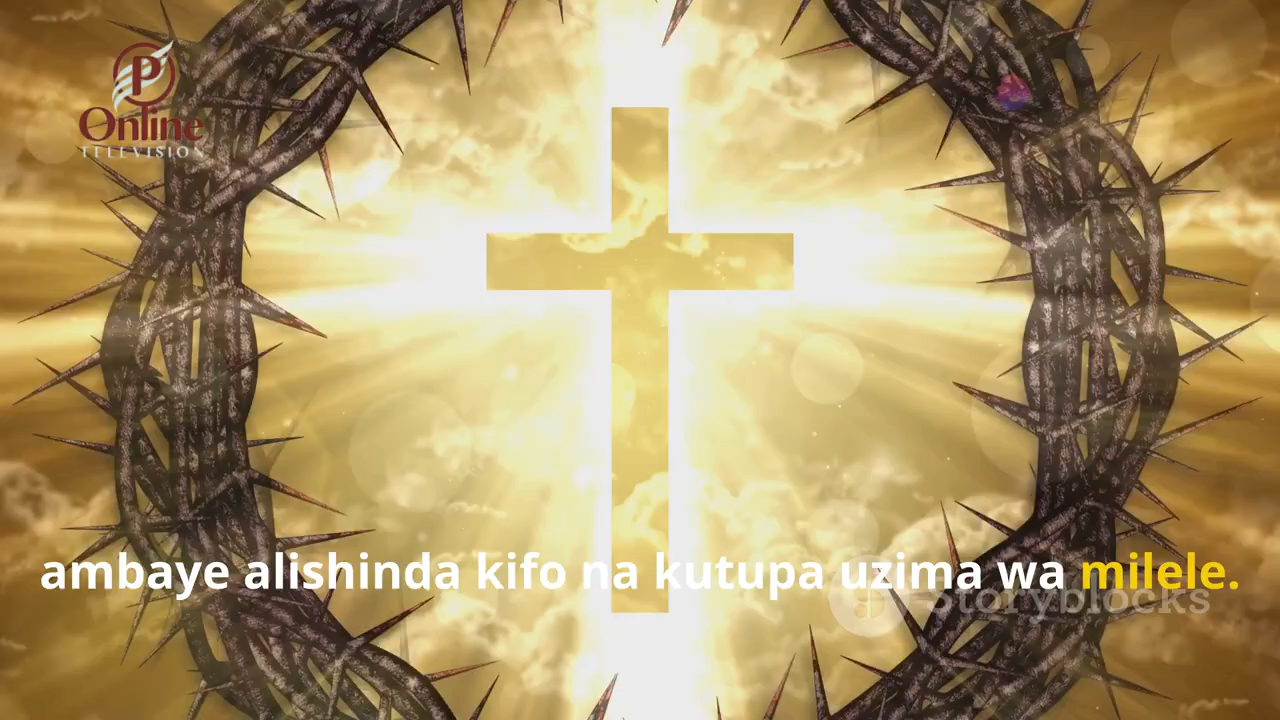 P
Online
TELEVISION
ambaye alishinda kifo na kutupa uzima wa milele.
Storyblocks